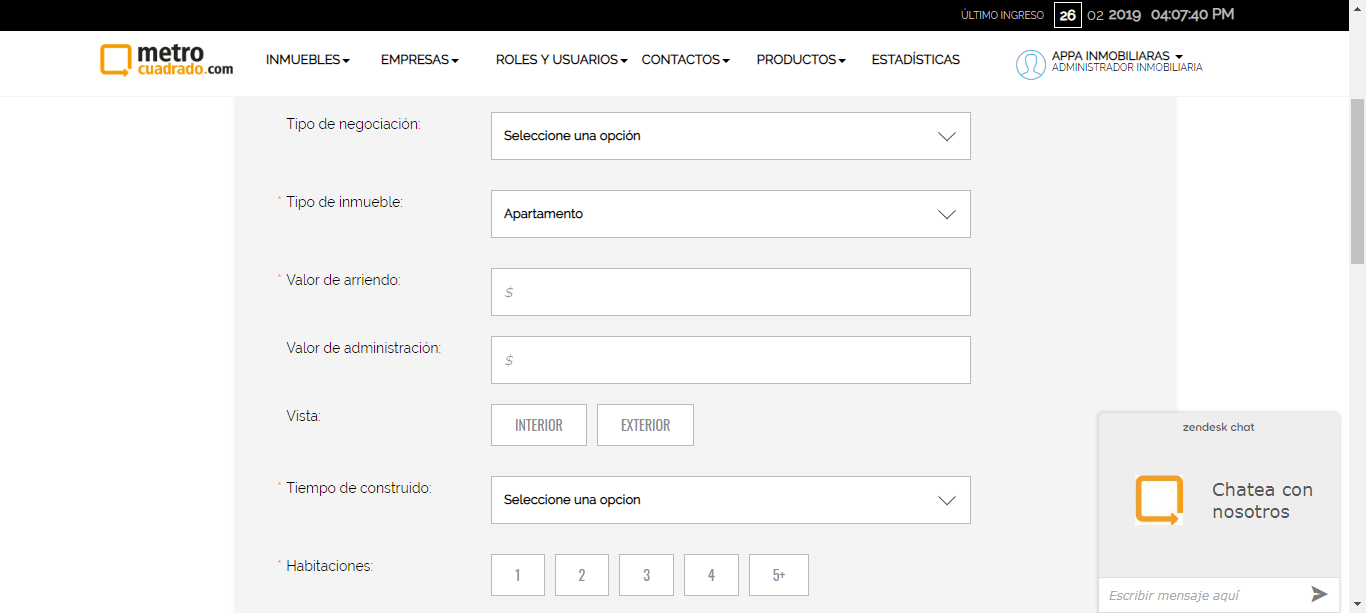 ÚLTIMO INGRESO 26 02 2019 04:07:40 PM
metro
cuadrado.com
INMUEBLES EMPRESAS ROLES Y USUARIOS CONTACTOS PRODUCTOS ESTADÍSTICAS
APPA INMOBILIARAS
ADMINISTRADOR INMOBILIARIA
Tipo de negociación: Seleccione una opción
* Tipo de inmueble: Apartamento
* Valor de arriendo: $
Valor de administración: $
Vista: INTERIOR EXTERIOR
* Tiempo de construido: Seleccione una opcion
* Habitaciones: 1 2 3 4 5+
zendesk chat
Chatea con
nosotros
Escribir mensaje aquí